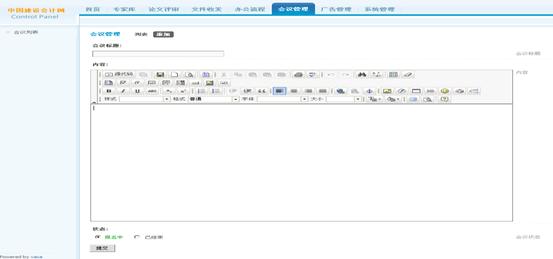 中国建设会计网
Control Panel
首页 专家库 论文评审 文件收发 办公流程 会议管理 广告管理 系统管理
会议列表
会议管理 列表 添加
会议标题:
会议标题
内容:
内容
源代码
B I U ABC
样式 格式 普通 字体 大小
状态:
报名中 已结束
会议状态
提交
Powered by